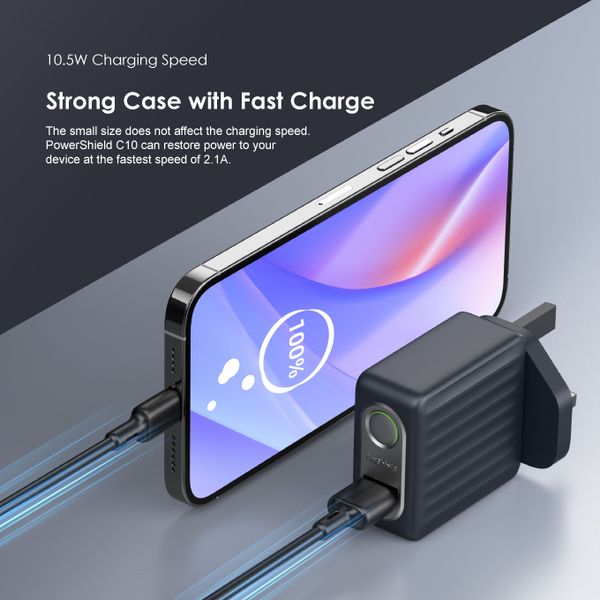 10.5W Charging Speed
Strong Case with Fast Charge
The small size does not affect the charging speed.
PowerShield C10 can restore power to your
device at the fastest speed of 2.1A.
100%